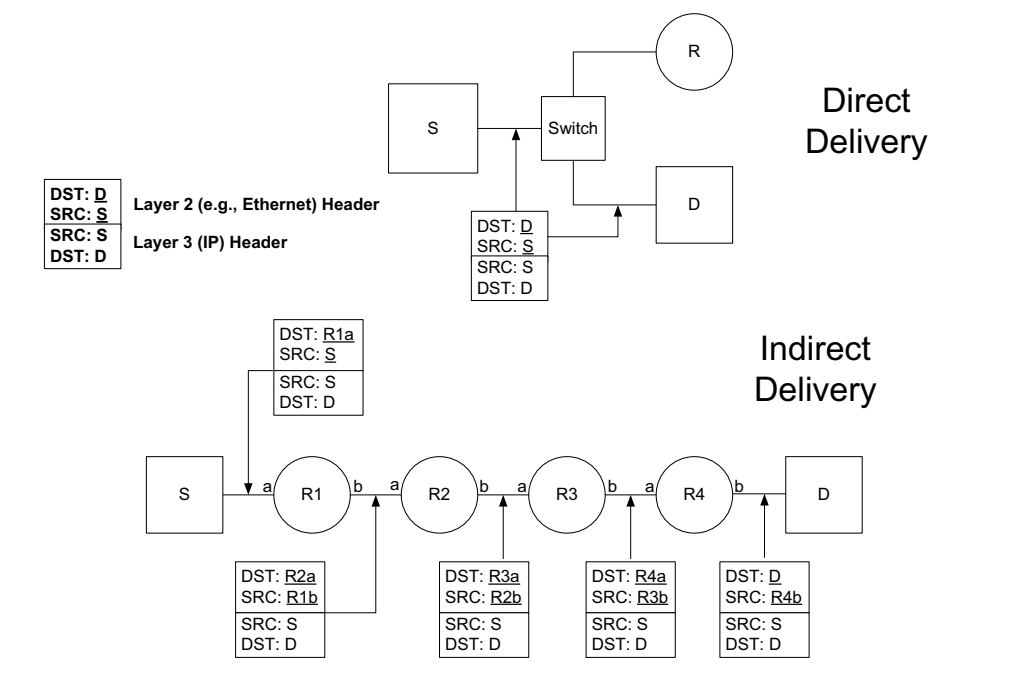 R
Direct
Delivery
S
Switch
D
DST: D
SRC: S
SRC: S
DST: D
Layer 2 (e.g., Ethernet) Header
Layer 3 (IP) Header
DST: D
SRC: S
SRC: S
DST: D
Indirect
Delivery
DST: R1a
SRC: S
SRC: S
DST: D
S
a
R1
b
a
R2
b
a
R3
b
a
R4
b
D
DST: R2a
SRC: R1b
SRC: S
DST: D
DST: R3a
SRC: R2b
SRC: S
DST: D
DST: R4a
SRC: R3b
SRC: S
DST: D
DST: D
SRC: R4b
SRC: S
DST: D